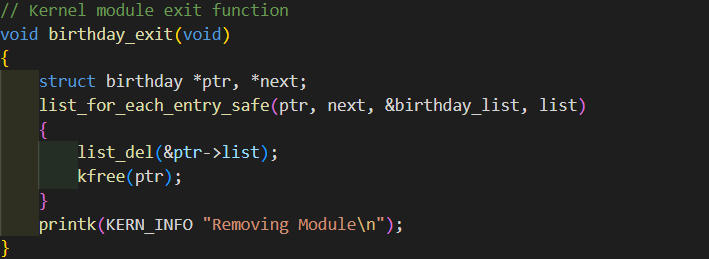 // Kernel module exit function
void birthday_exit(void)
{
    struct birthday *ptr, *next;
    list_for_each_entry_safe(ptr, next, &birthday_list, list)
    {
        list_del(&ptr->list);
        kfree(ptr);
    }
    printk(KERN_INFO "Removing Module\n");
}